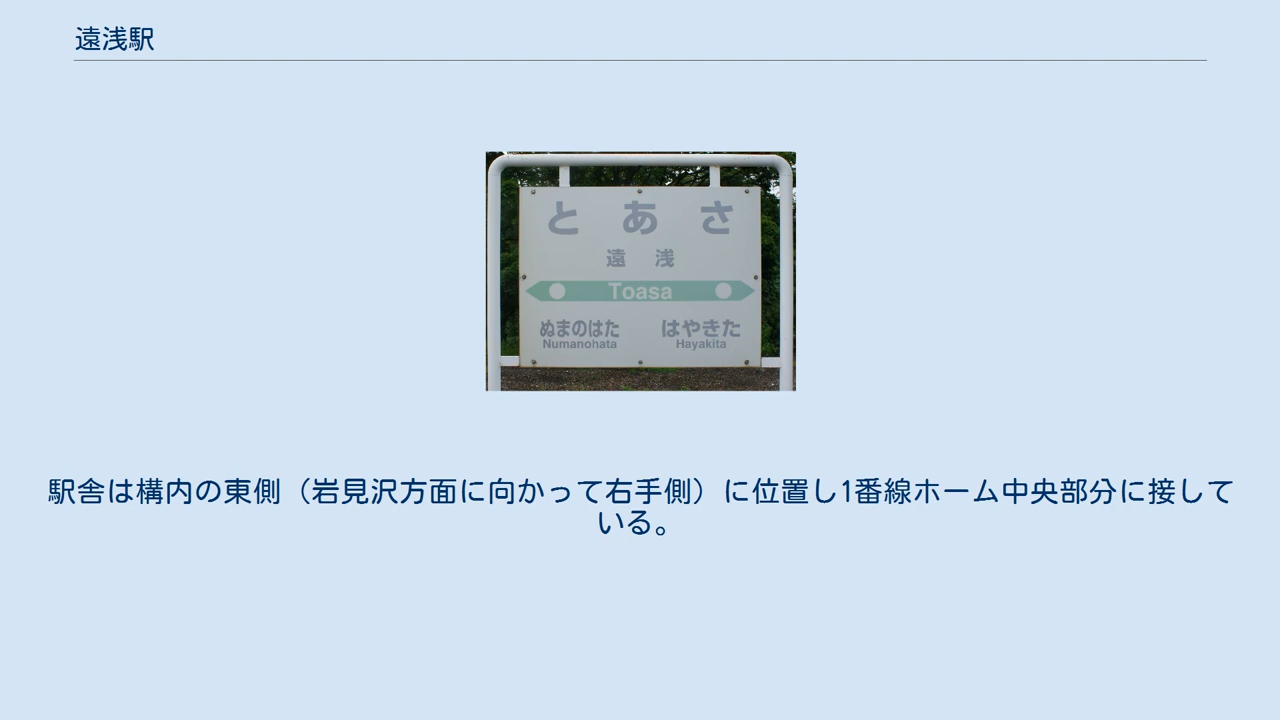 遠浅駅
と あ さ
遠 浅
Toasa
ぬまのはた はやきた
Numanohata Hayakita
駅舎は構内の東側（岩見沢方面に向かって右手側）に位置し1番線ホーム中央部分に接して
いる。